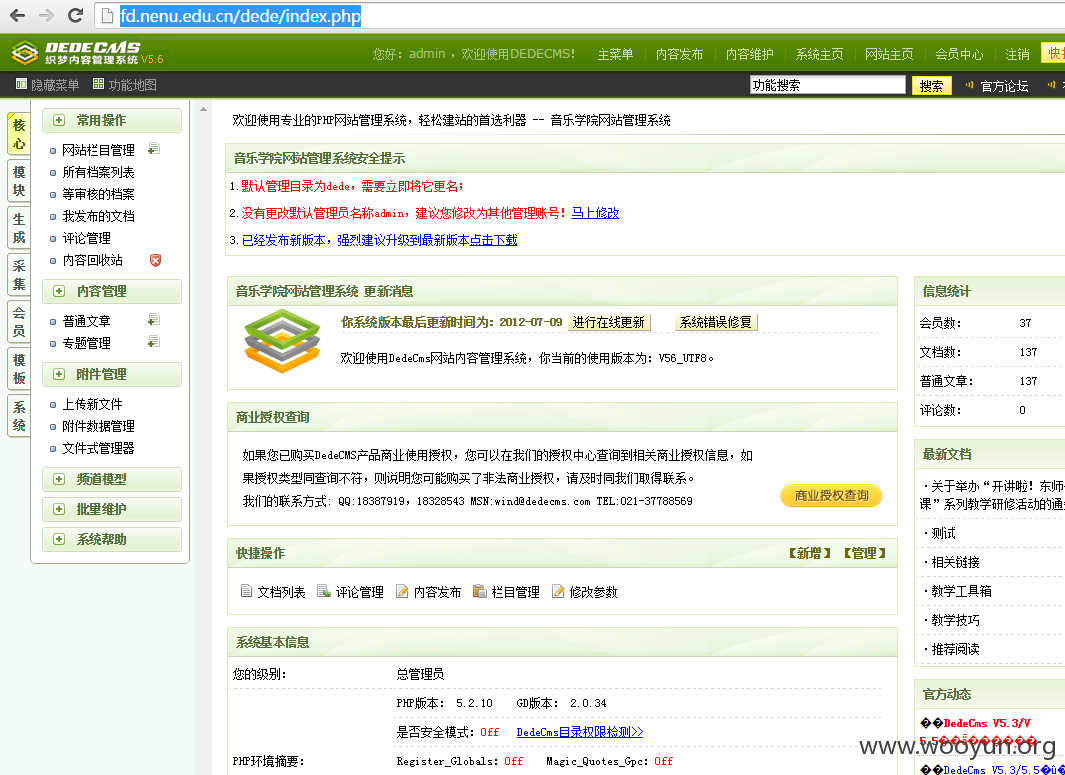 fd.nenu.edu.cn/dede/index.php
DEDECMS
织梦内容管理系统 V5.6
您好：admin ，欢迎使用DEDECMS！ 主菜单 内容发布 内容维护 系统主页 网站主页 会员中心 注销
隐藏菜单 功能地图 功能搜索 搜索 官方论坛
核心
模块
生成
采集
会员
模板
系统
常用操作
网站栏目管理
所有档案列表
等审核的档案
我发布的文档
评论管理
内容回收站
内容管理
普通文章
专题管理
附件管理
上传新文件
附件数据管理
文件式管理器
频道模型
批量维护
系统帮助
欢迎使用专业的PHP网站管理系统，轻松建站的首选利器 -- 音乐学院网站管理系统
音乐学院网站管理系统安全提示
1.默认管理目录为dede，需要立即将它更名；
2.没有更改默认管理员名称admin，建议您修改为其他管理账号！马上修改
3.已经发布新版本，强烈建议升级到最新版本点击下载
音乐学院网站管理系统 更新消息
你系统版本最后更新时间为：2012-07-09 进行在线更新 系统错误修复
欢迎使用DedeCms网站内容管理系统，你当前的使用版本为：V56_UTF8。
商业授权查询
如果您已购买DedeCMS产品商业使用授权，您可以在我们的授权中心查询到相关商业授权信息，如
果授权类型同查询不符，则说明您可能购买了非法商业授权，请及时同我们取得联系。
我们的联系方式：QQ:18387919，18328543 MSN:wind@dedecms.com TEL:021-37788569
商业授权查询
快捷操作 【新增】 【管理】
文档列表 评论管理 内容发布 栏目管理 修改参数
系统基本信息
您的级别： 总管理员
PHP版本： 5.2.10 GD版本： 2.0.34
是否安全模式：Off DedeCms目录权限检测>>
PHP环境摘要： Register_Globals：Off Magic_Quotes_Gpc：Off
信息统计
会员数： 37
文档数： 137
普通文章： 137
评论数： 0
最新文档
·关于举办“开讲啦！东师
课”系列教学研修活动的通
·测试
·相关链接
·教学工具箱
·教学技巧
·推荐阅读
官方动态
DedeCms V5.3/V
5.5
DedeCms V5.3/5.5
www.wooyun.org